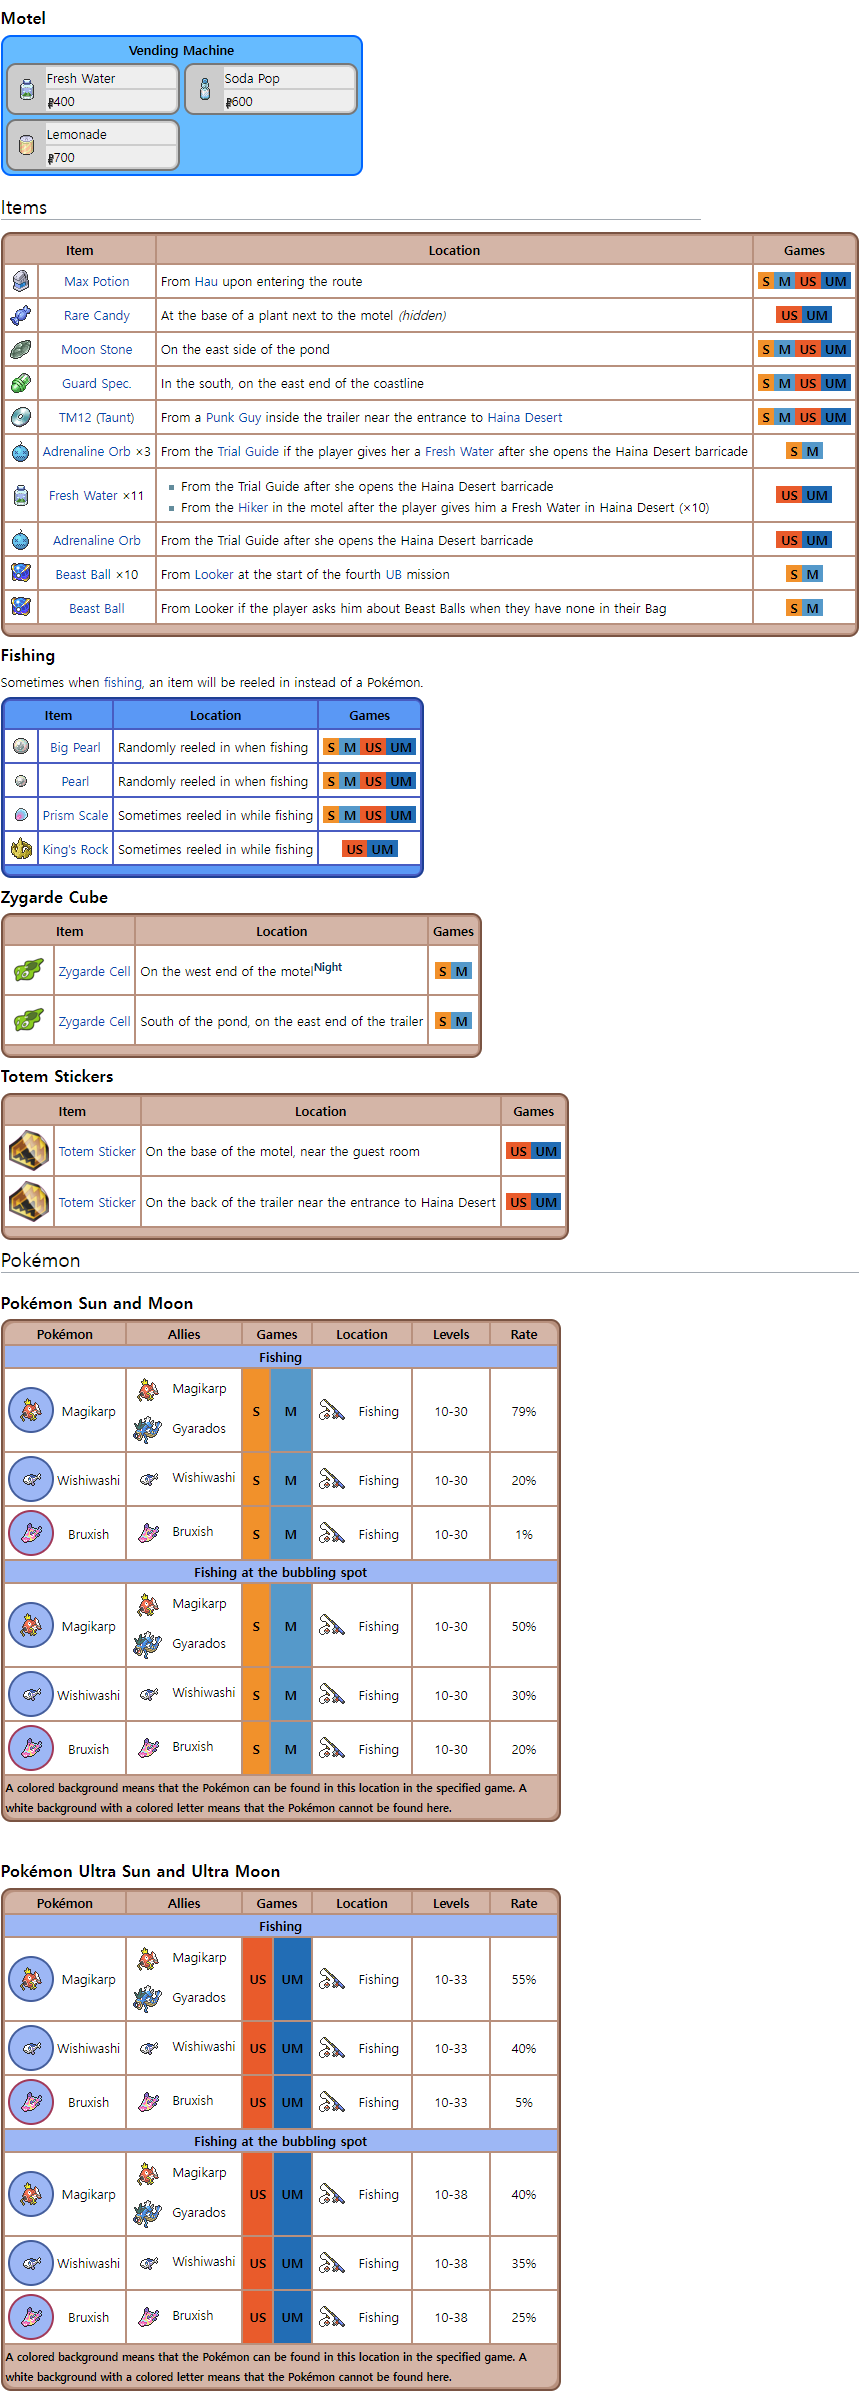 Motel
Vending Machine
Fresh Water
₽400
Soda Pop
₽600
Lemonade
₽700
Items
Item Location Games
Max Potion From Hau upon entering the route S M US UM
Rare Candy At the base of a plant next to the motel (hidden) US UM
Moon Stone On the east side of the pond S M US UM
Guard Spec. In the south, on the east end of the coastline S M US UM
TM12 (Taunt) From a Punk Guy inside the trailer near the entrance to Haina Desert S M US UM
Adrenaline Orb ×3 From the Trial Guide if the player gives her a Fresh Water after she opens the Haina Desert barricade S M
Fresh Water ×11
From the Trial Guide after she opens the Haina Desert barricade
From the Hiker in the motel after the player gives him a Fresh Water in Haina Desert (×10)
US UM
Adrenaline Orb From the Trial Guide after she opens the Haina Desert barricade US UM
Beast Ball ×10 From Looker at the start of the fourth UB mission S M
Beast Ball From Looker if the player asks him about Beast Balls when they have none in their Bag S M
Fishing
Sometimes when fishing, an item will be reeled in instead of a Pokémon.
Item Location Games
Big Pearl Randomly reeled in when fishing S M US UM
Pearl Randomly reeled in when fishing S M US UM
Prism Scale Sometimes reeled in while fishing S M US UM
King's Rock Sometimes reeled in while fishing US UM
Zygarde Cube
Item Location Games
Zygarde Cell On the west end of the motel Night S M
Zygarde Cell South of the pond, on the east end of the trailer S M
Totem Stickers
Item Location Games
Totem Sticker On the base of the motel, near the guest room US UM
Totem Sticker On the back of the trailer near the entrance to Haina Desert US UM
Pokémon
Pokémon Sun and Moon
Pokémon Allies Games Location Levels Rate
Fishing
Magikarp Magikarp Gyarados S M Fishing 10-30 79%
Wishiwashi Wishiwashi S M Fishing 10-30 20%
Bruxish Bruxish S M Fishing 10-30 1%
Fishing at the bubbling spot
Magikarp Magikarp Gyarados S M Fishing 10-30 50%
Wishiwashi Wishiwashi S M Fishing 10-30 30%
Bruxish Bruxish S M Fishing 10-30 20%
A colored background means that the Pokémon can be found in this location in the specified game. A
white background with a colored letter means that the Pokémon cannot be found here.
Pokémon Ultra Sun and Ultra Moon
Pokémon Allies Games Location Levels Rate
Fishing
Magikarp Magikarp Gyarados US UM Fishing 10-33 55%
Wishiwashi Wishiwashi US UM Fishing 10-33 40%
Bruxish Bruxish US UM Fishing 10-33 5%
Fishing at the bubbling spot
Magikarp Magikarp Gyarados US UM Fishing 10-38 40%
Wishiwashi Wishiwashi US UM Fishing 10-38 35%
Bruxish Bruxish US UM Fishing 10-38 25%
A colored background means that the Pokémon can be found in this location in the specified game. A
white background with a colored letter means that the Pokémon cannot be found here.